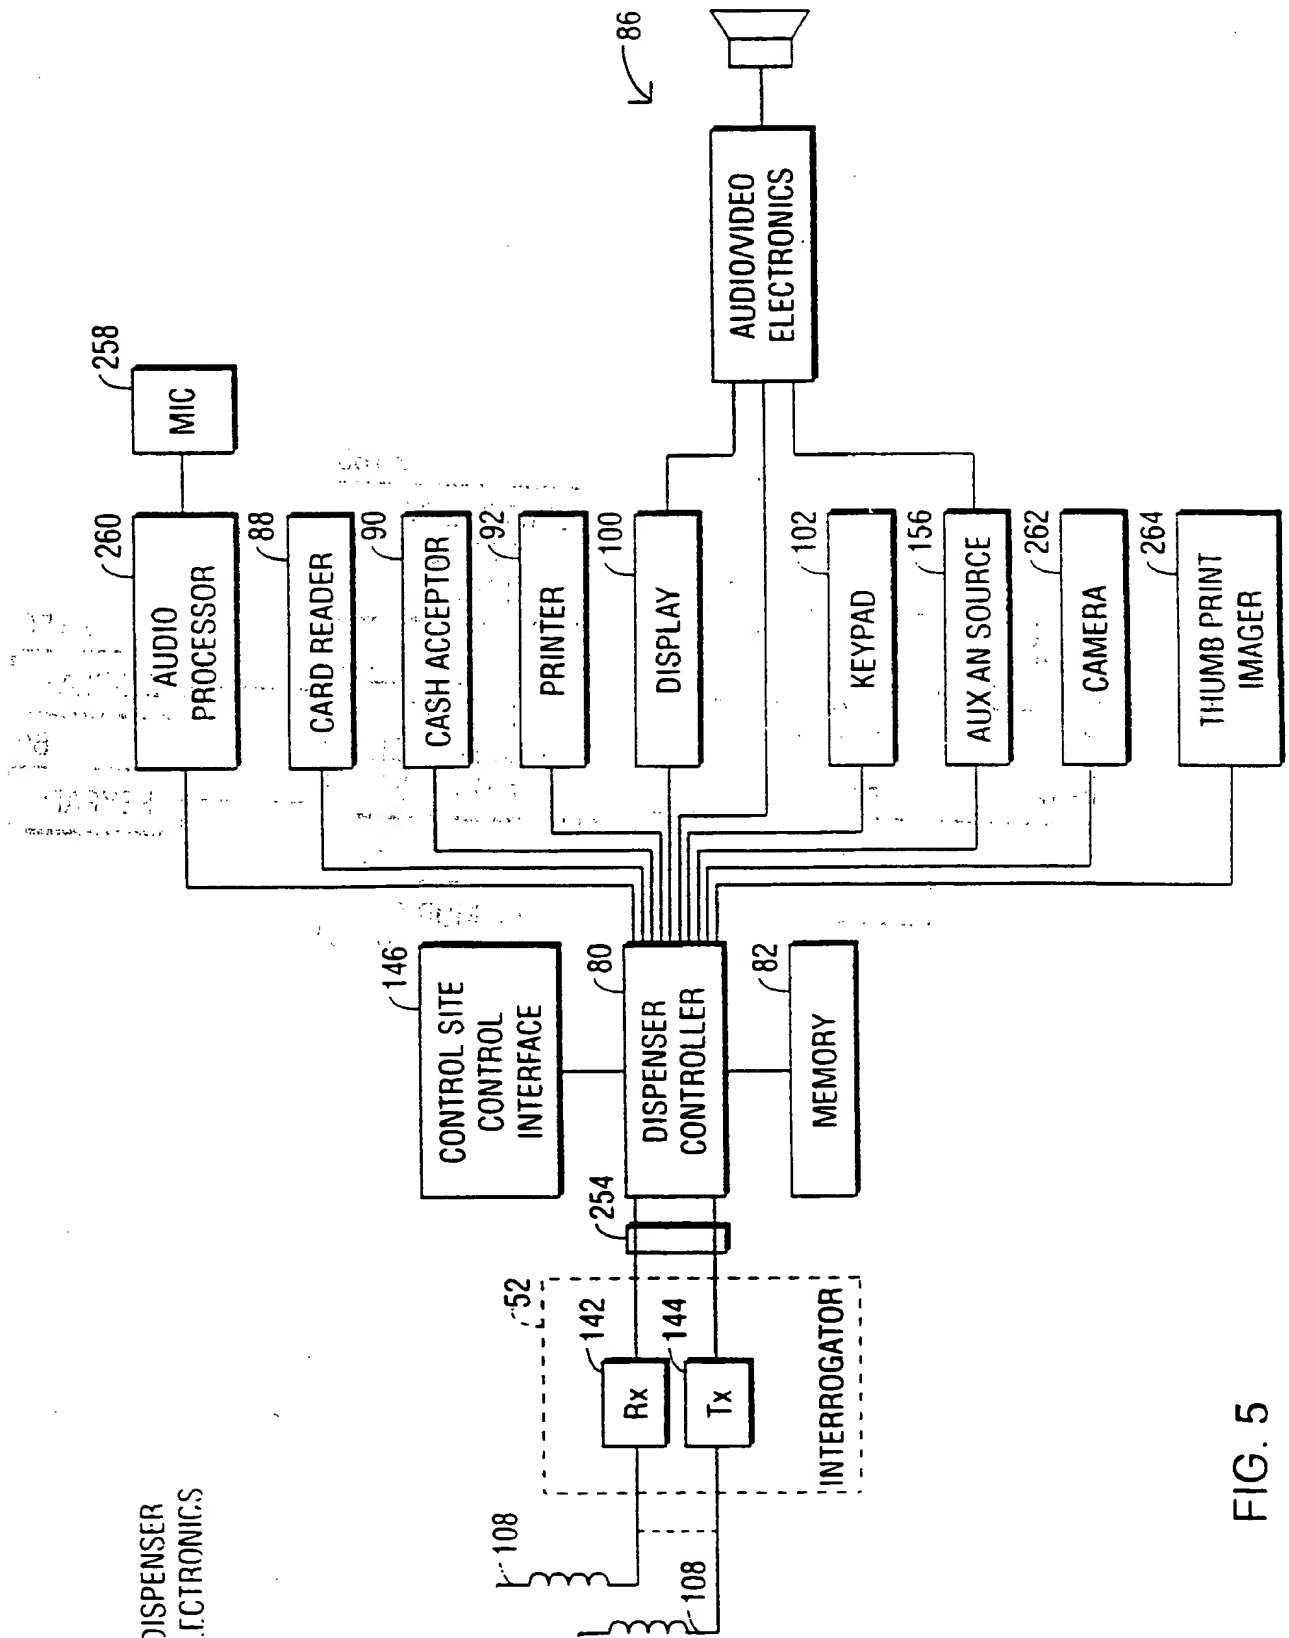 DISPENSER
ECTRONICS
108
108
52
INTERROGATOR
142
Rx
144
Tx
254
146
CONTROL SITE
CONTROL
INTERFACE
80
DISPENSER
CONTROLLER
82
MEMORY
260
AUDIO
PROCESSOR
258
MIC
88
CARD READER
90
CASH ACCEPTOR
92
PRINTER
100
DISPLAY
102
KEYPAD
156
AUX AN SOURCE
262
CAMERA
264
THUMB PRINT
IMAGER
AUDIO/VIDEO
ELECTRONICS
86
FIG. 5